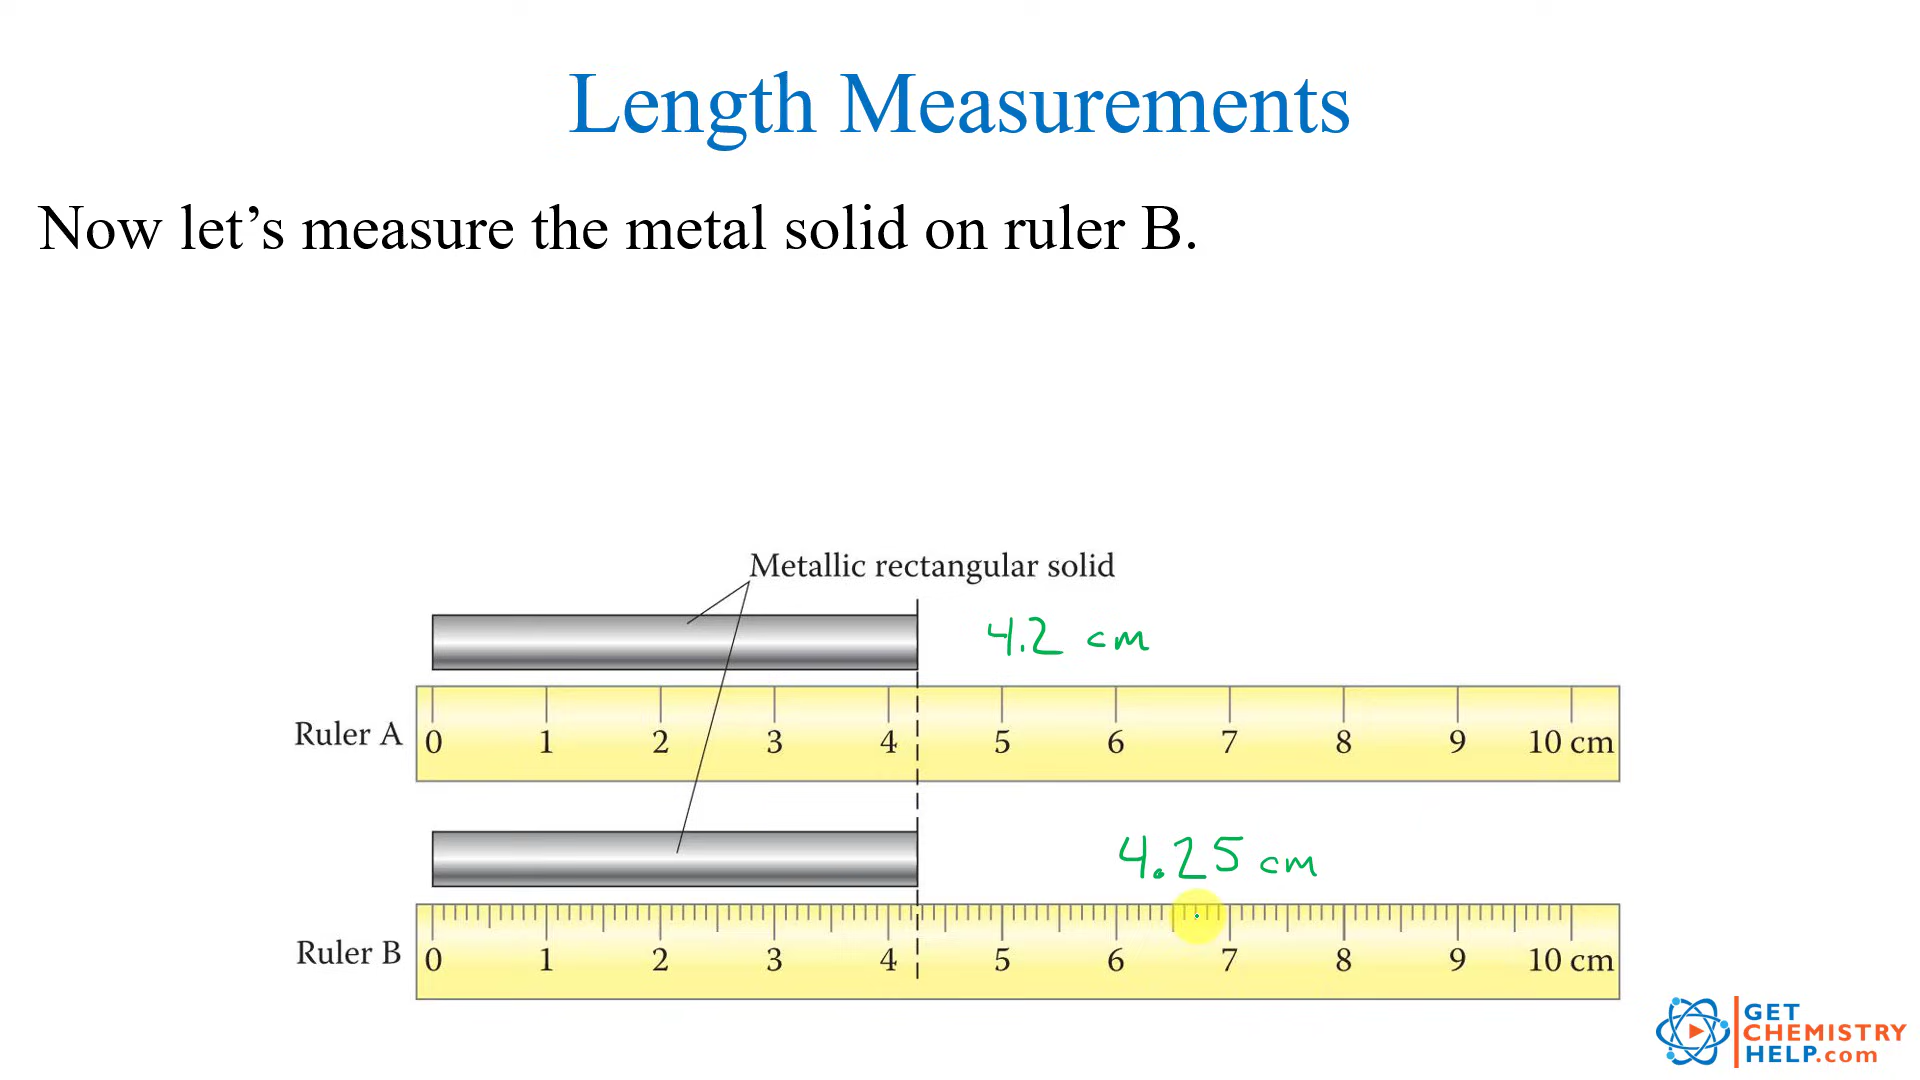 Length Measurements
Now let’s measure the metal solid on ruler B.
Metallic rectangular solid
4.2 cm
Ruler A
0 1 2 3 4 5 6 7 8 9 10 cm
4.25 cm
Ruler B
0 1 2 3 4 5 6 7 8 9 10 cm
GET
CHEMISTRY
HELP.com